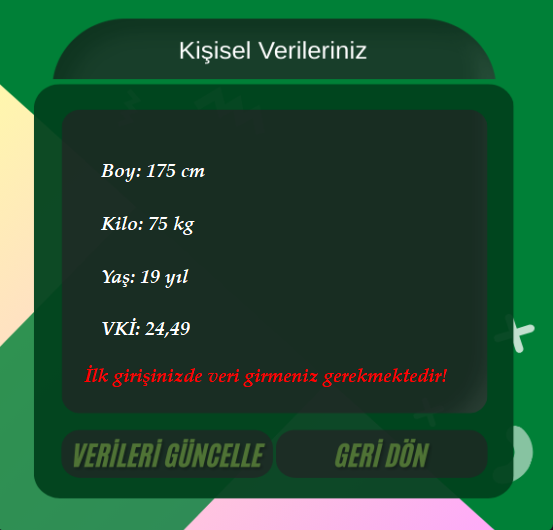 Kişisel Verileriniz
Boy: 175 cm
Kilo: 75 kg
Yaş: 19 yıl
VKİ: 24,49
İlk girişinizde veri girmeniz gerekmektedir!
VERİLERİ GÜNCELLE
GERİ DÖN